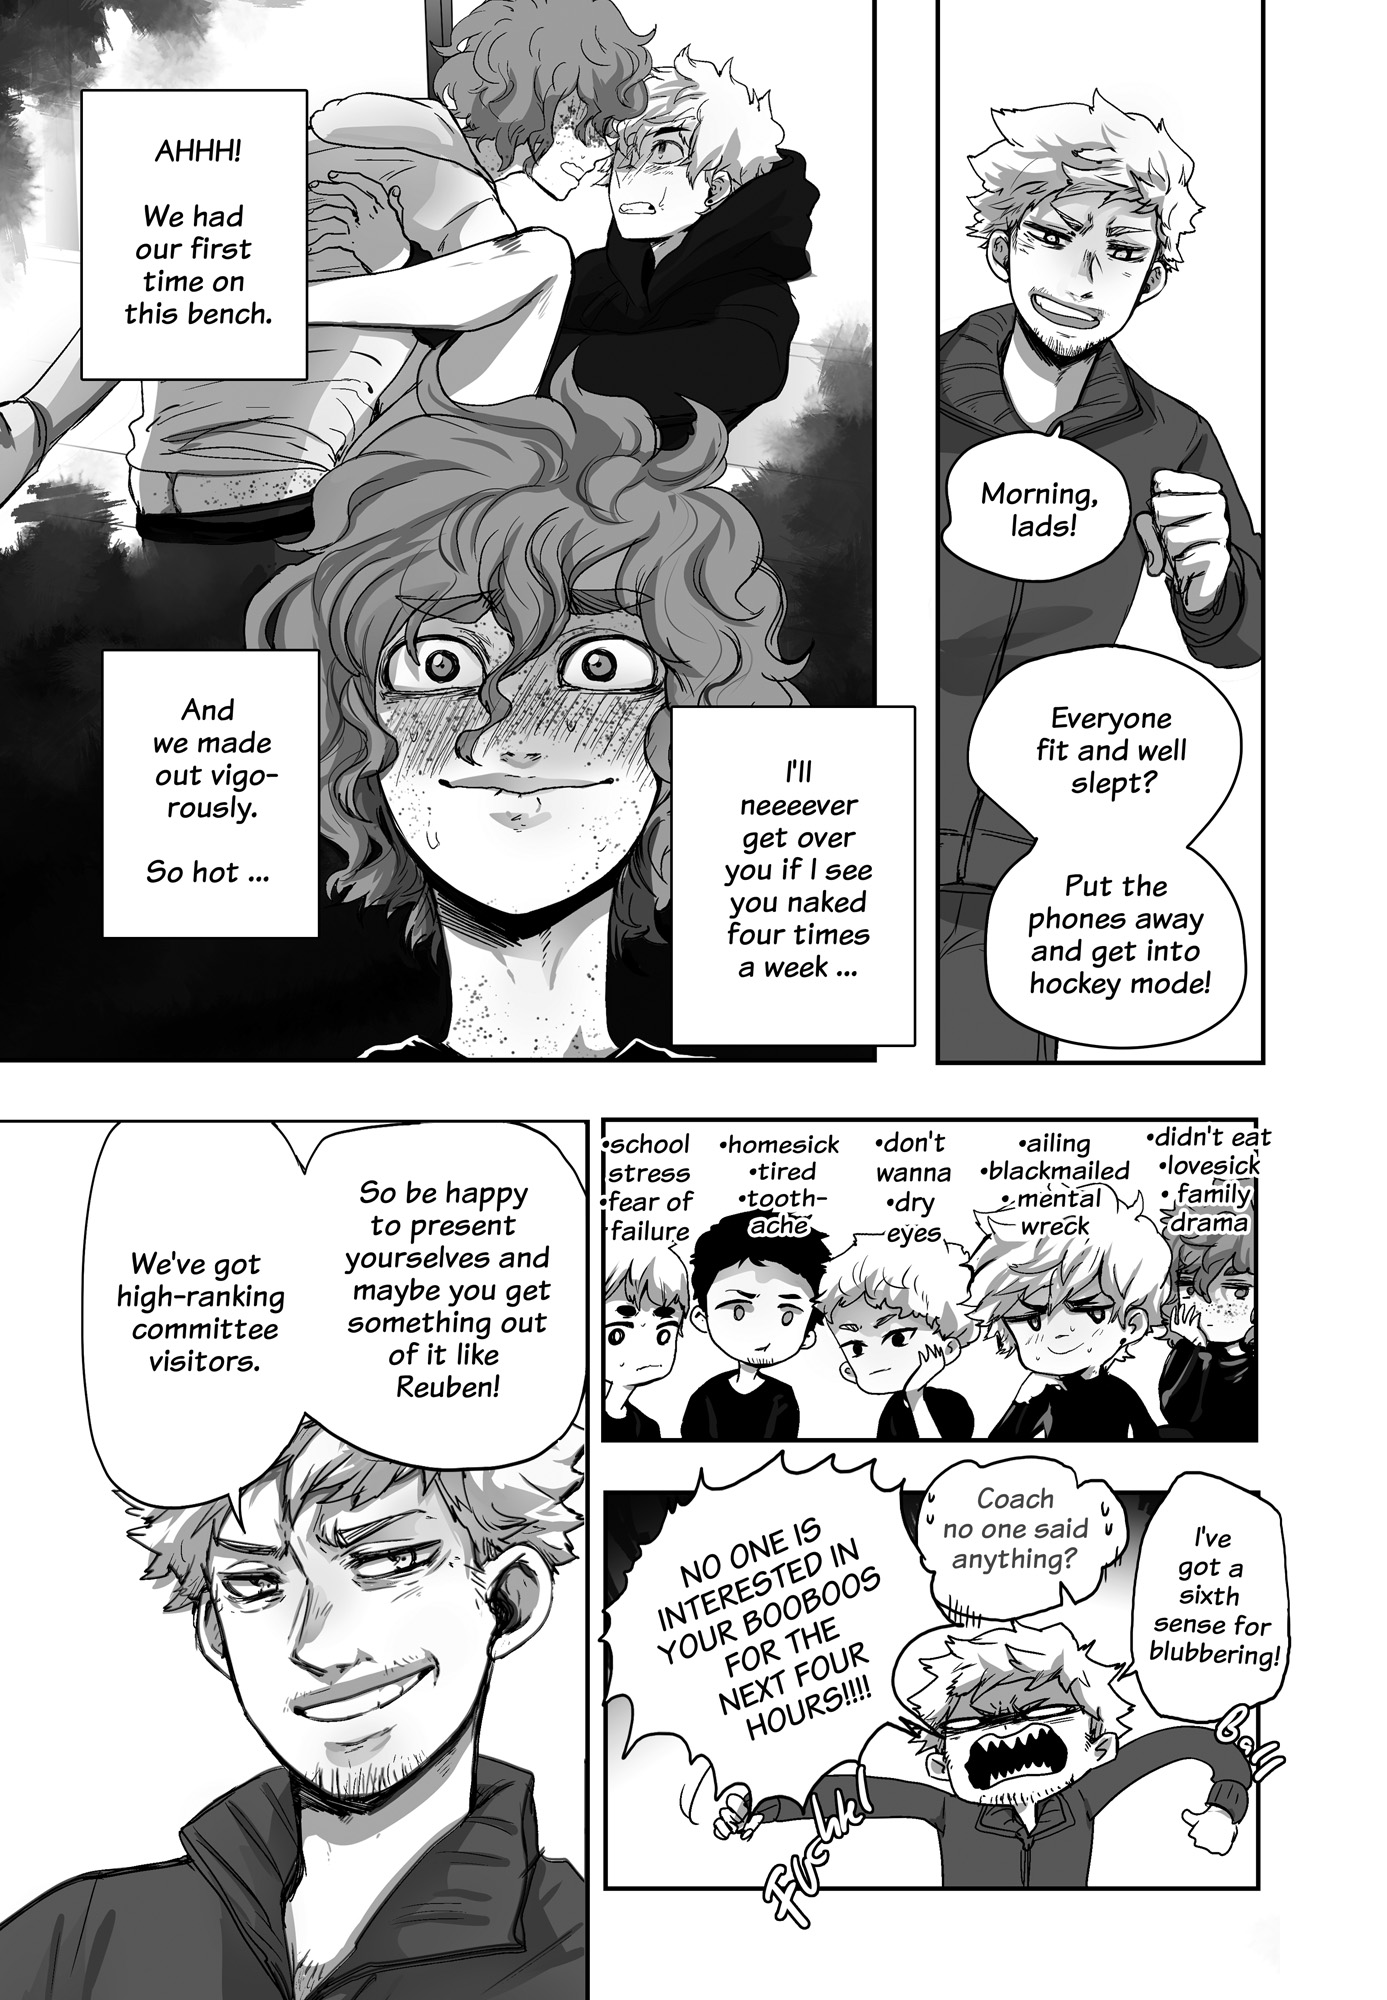 AHHH!
We had
our first
time on
this bench.
And
we made
out vigo-
rously.
So hot ...
I'll
neeeever
get over
you if I see
you naked
four times
a week ...
Morning,
lads!
Everyone
fit and well
slept?
Put the
phones away
and get into
hockey mode!
We've got
high-ranking
committee
visitors.
So be happy
to present
yourselves and
maybe you get
something out
of it like
Reuben!
•school
stress
•fear of
failure
•homesick
•tired
•tooth-
ache
•don't
wanna
•dry
eyes
•ailing
•blackmailed
•mental
wreck
•didn't eat
•lovesick
•family
drama
NO ONE IS
INTERESTED IN
YOUR BOOBOOS
FOR THE
NEXT FOUR
HOURS!!!!
Coach
no one said
anything?
I've
got a
sixth
sense for
blubbering!